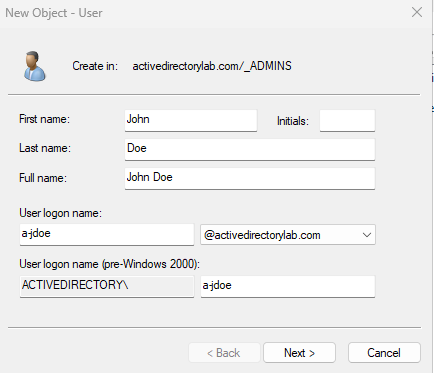 New Object - User
Create in: activedirectorylab.com/_ADMINS
First name: John Initials:
Last name: Doe
Full name: John Doe
User logon name:
a-jdoe @activedirectorylab.com
User logon name (pre-Windows 2000):
ACTIVEDIRECTORY\ a-jdoe
< Back Next > Cancel